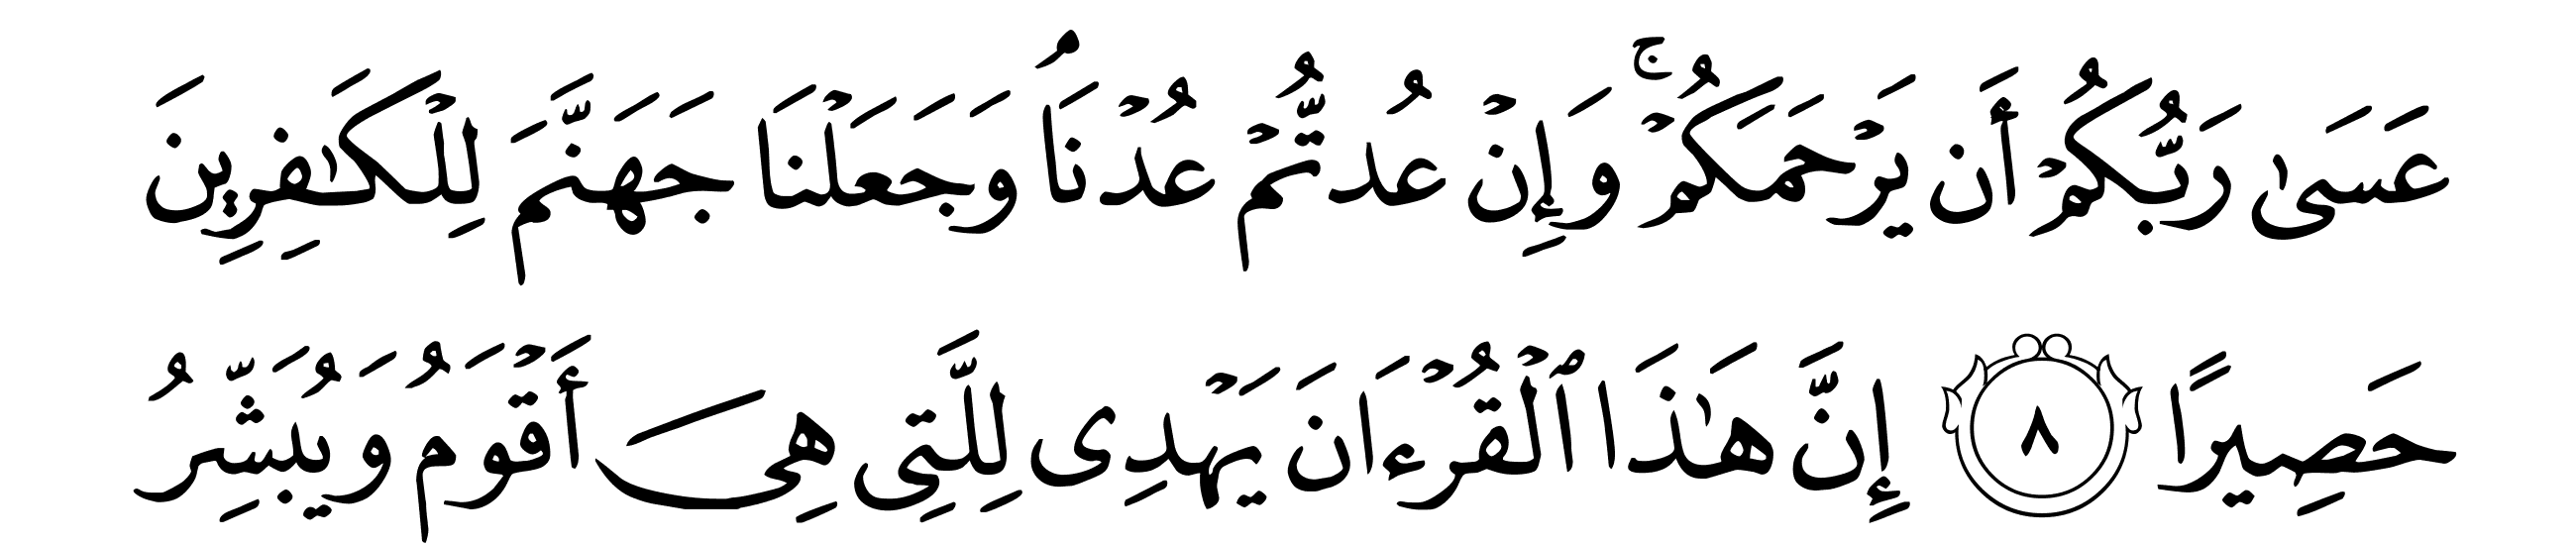 عَسَىٰ رَبُّكُمْ أَن يَرْحَمَكُمْۚ وَإِنْ عُدتُّمْ عُدْنَاۘ وَجَعَلْنَا جَهَنَّمَ لِلْكَـٰفِرِينَ
حَصِيرًا ٨ إِنَّ هَـٰذَا ٱلْقُرْءَانَ يَهْدِى لِلَّتِى هِىَ أَقْوَمُ وَيُبَشِّرُ